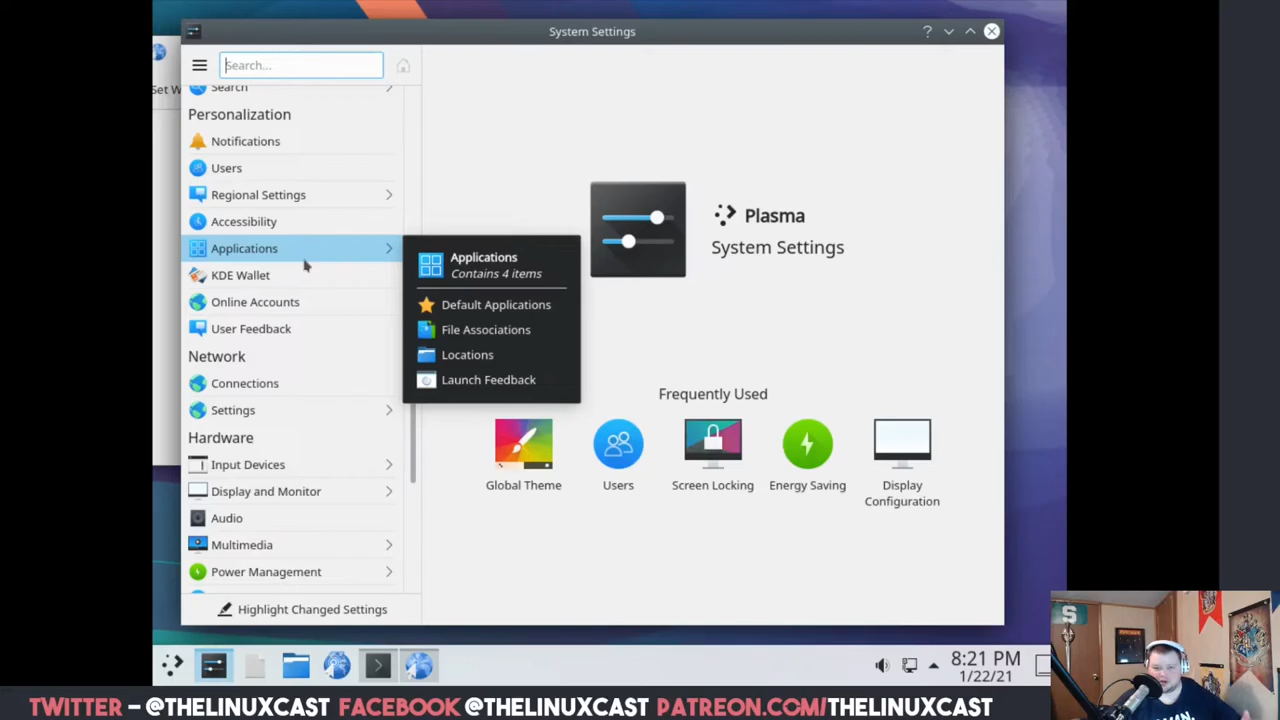 System Settings
Search...
Set W
Search
Personalization
Notifications
Users
Regional Settings
Accessibility
Applications
KDE Wallet
Online Accounts
User Feedback
Network
Connections
Settings
Hardware
Input Devices
Display and Monitor
Audio
Multimedia
Power Management
Highlight Changed Settings
Applications
Contains 4 items
Default Applications
File Associations
Locations
Launch Feedback
Plasma
System Settings
Frequently Used
Global Theme
Users
Screen Locking
Energy Saving
Display
Configuration
8:21 PM
1/22/21
S
TWITTER - @THELINUXCAST FACEBOOK @THELINUXCAST PATREON.COM/THELINUXCAST